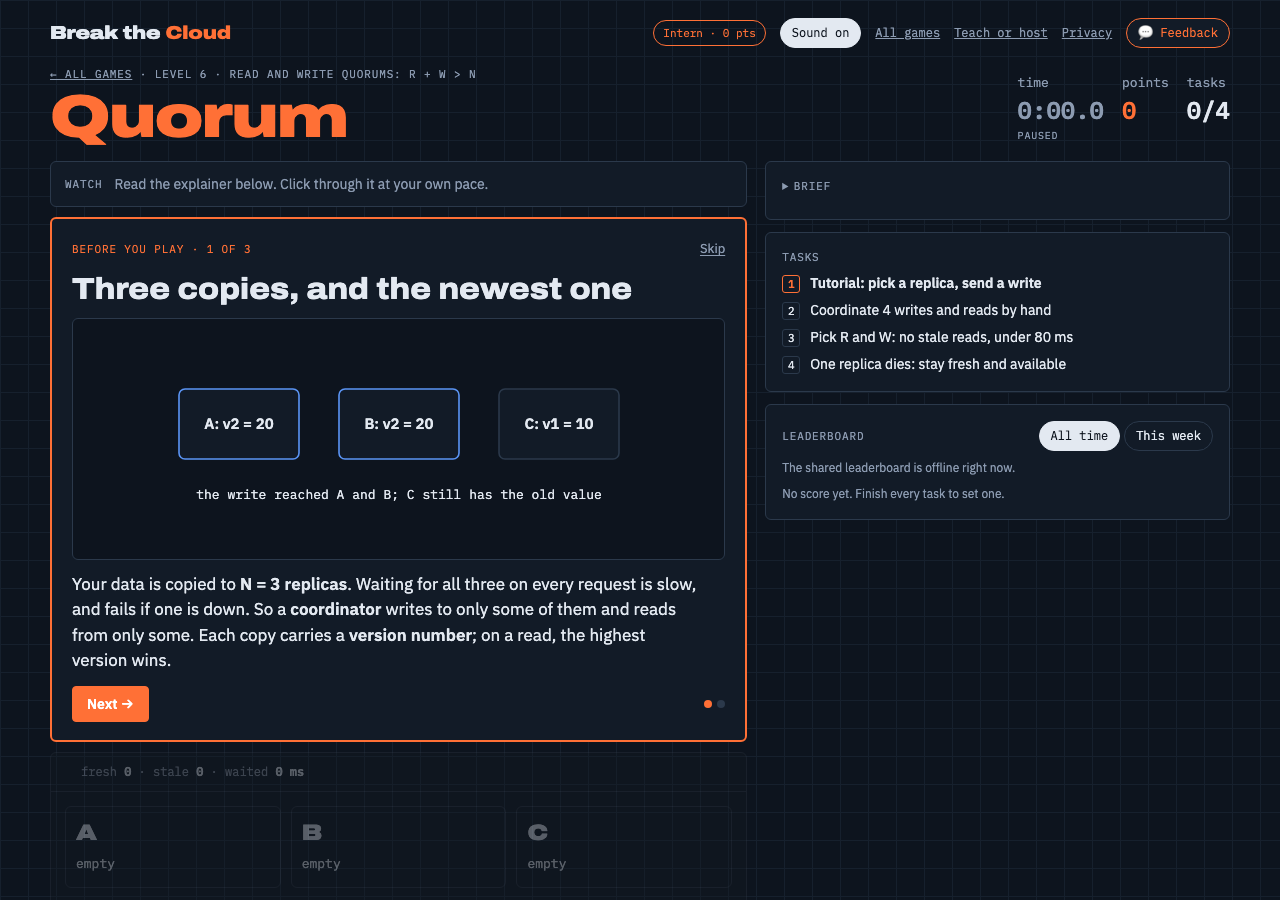 Break the Cloud
Intern · 0 pts
Sound on
All games
Teach or host
Privacy
💬 Feedback
← ALL GAMES · LEVEL 6 · READ AND WRITE QUORUMS: R + W > N
Quorum
time
0:00.0
PAUSED
points
0
tasks
0/4
WATCH Read the explainer below. Click through it at your own pace.
BEFORE YOU PLAY · 1 OF 3
Skip
Three copies, and the newest one
A: v2 = 20
B: v2 = 20
C: v1 = 10
the write reached A and B; C still has the old value
Your data is copied to N = 3 replicas. Waiting for all three on every request is slow,
and fails if one is down. So a coordinator writes to only some of them and reads
from only some. Each copy carries a version number; on a read, the highest
version wins.
Next →
fresh 0 · stale 0 · waited 0 ms
A
empty
B
empty
C
empty
▶ BRIEF
TASKS
1 Tutorial: pick a replica, send a write
2 Coordinate 4 writes and reads by hand
3 Pick R and W: no stale reads, under 80 ms
4 One replica dies: stay fresh and available
LEADERBOARD
All time
This week
The shared leaderboard is offline right now.
No score yet. Finish every task to set one.